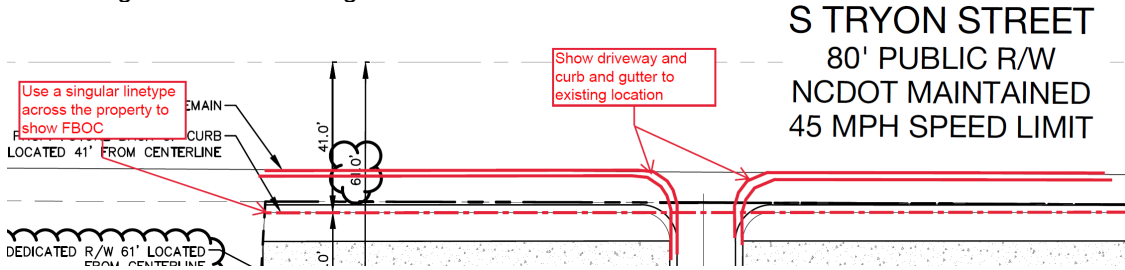 S TRYON STREET
80' PUBLIC R/W
NCDOT MAINTAINED
45 MPH SPEED LIMIT
Show driveway and
curb and gutter to
existing location
Use a singular linetype
across the property to
show FBOC
EMAIN
CURB
LOCATED 41' FROM CENTERLINE
41.0'
61.0'
DEDICATED R/W 61' LOCATED
FROM CENTERLINE
.0'